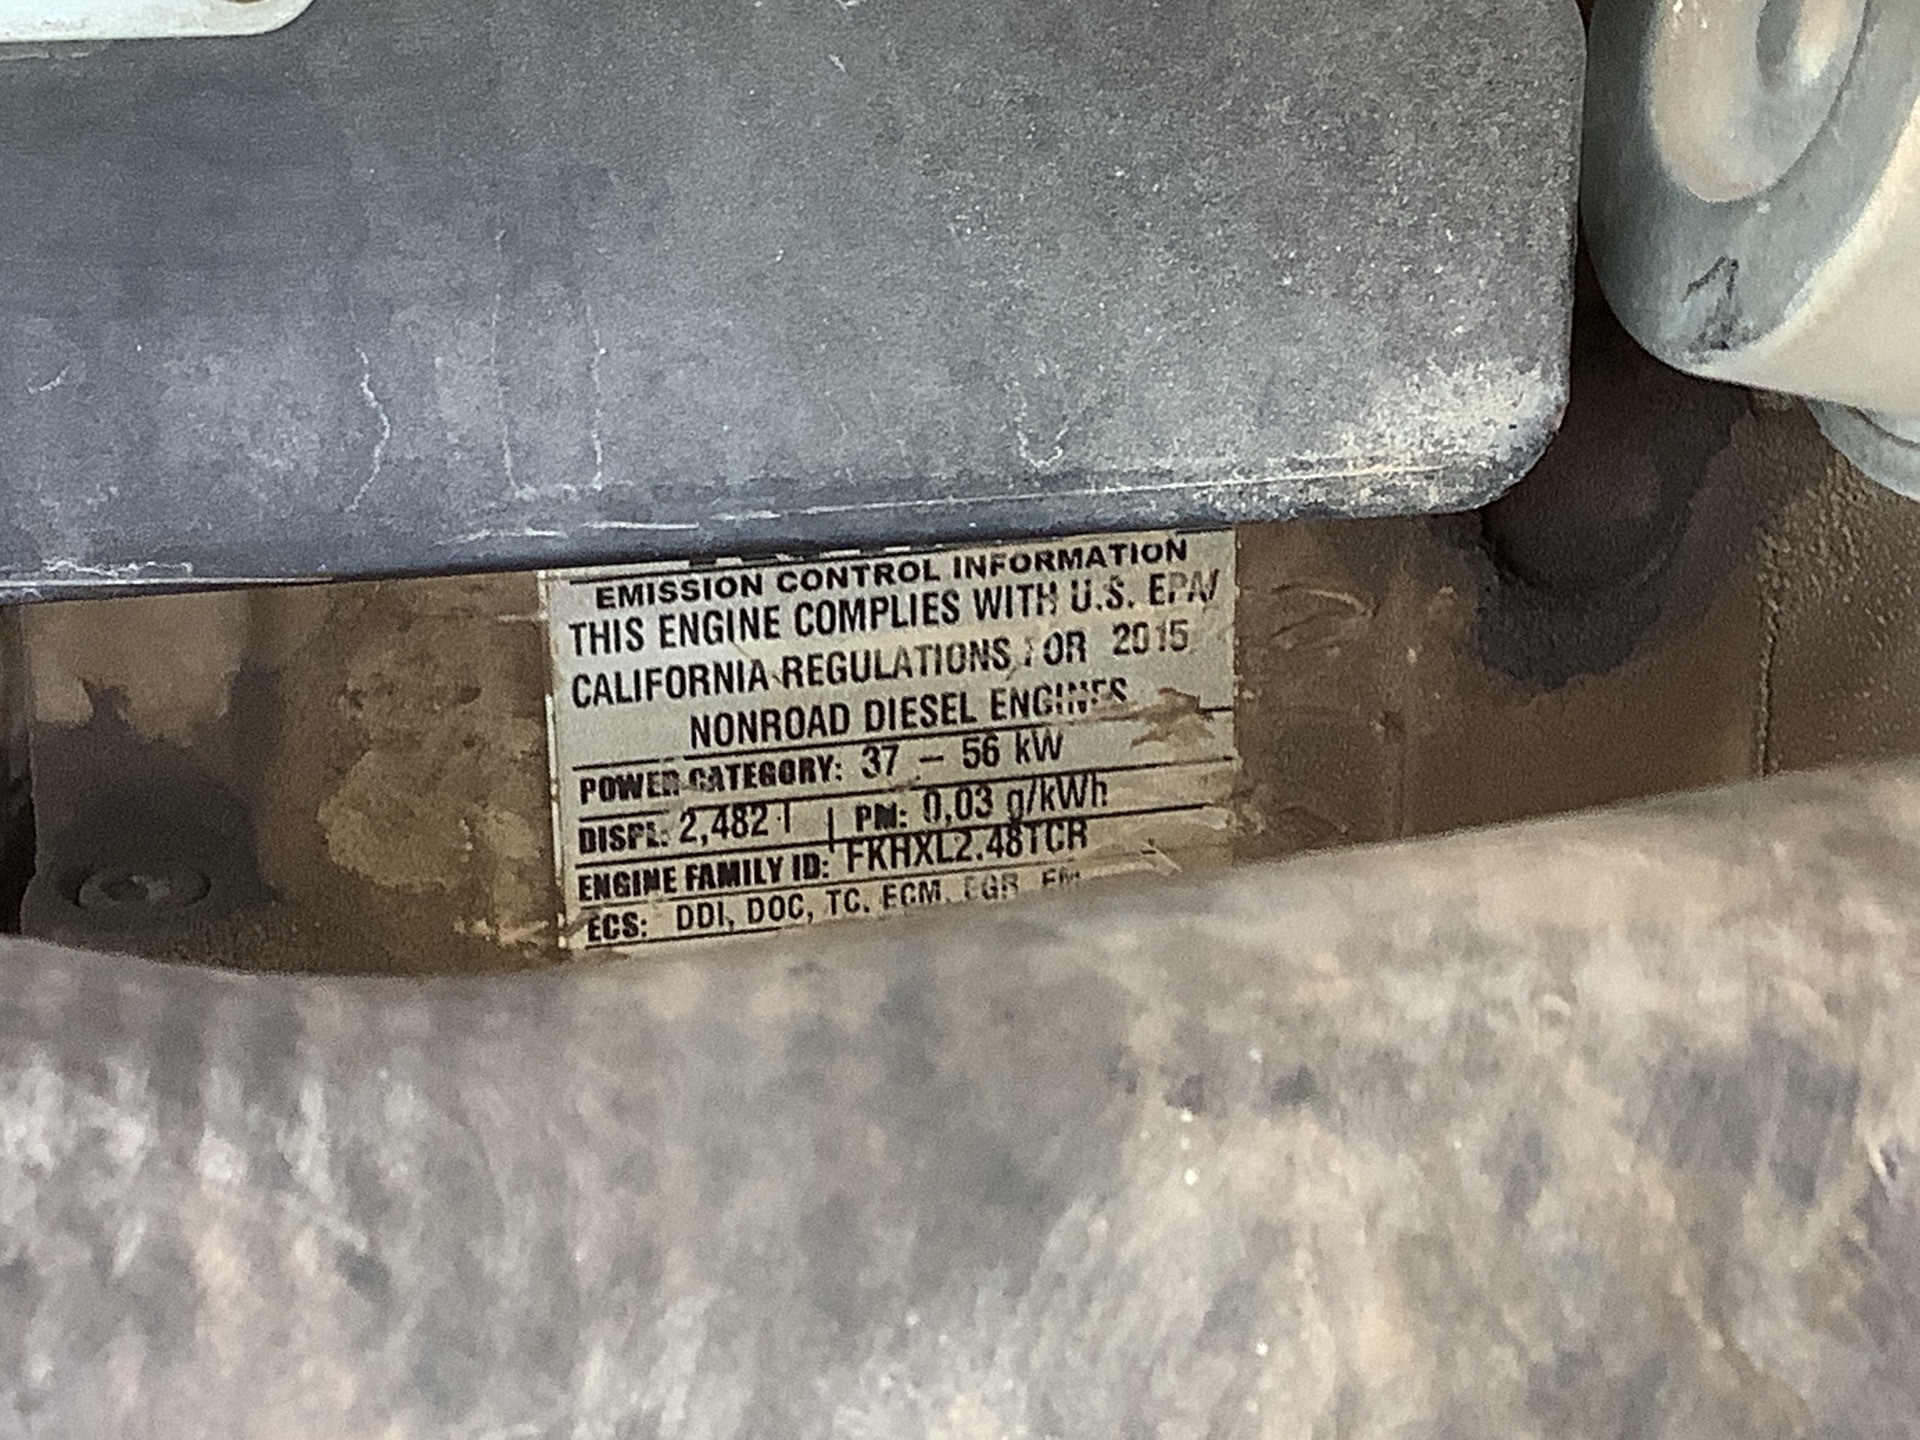 EMISSION CONTROL INFORMATION
THIS ENGINE COMPLIES WITH U.S. EPA/
CALIFORNIA REGULATIONS FOR 2015
NONROAD DIESEL ENGINES
POWER CATEGORY: 37 - 56 kW
DISPL: 2,482 l | PM: 0,03 g/kWh
ENGINE FAMILY ID: FKHXL2.48TCR
ECS: DDI, DOC, TC, ECM, EGR,